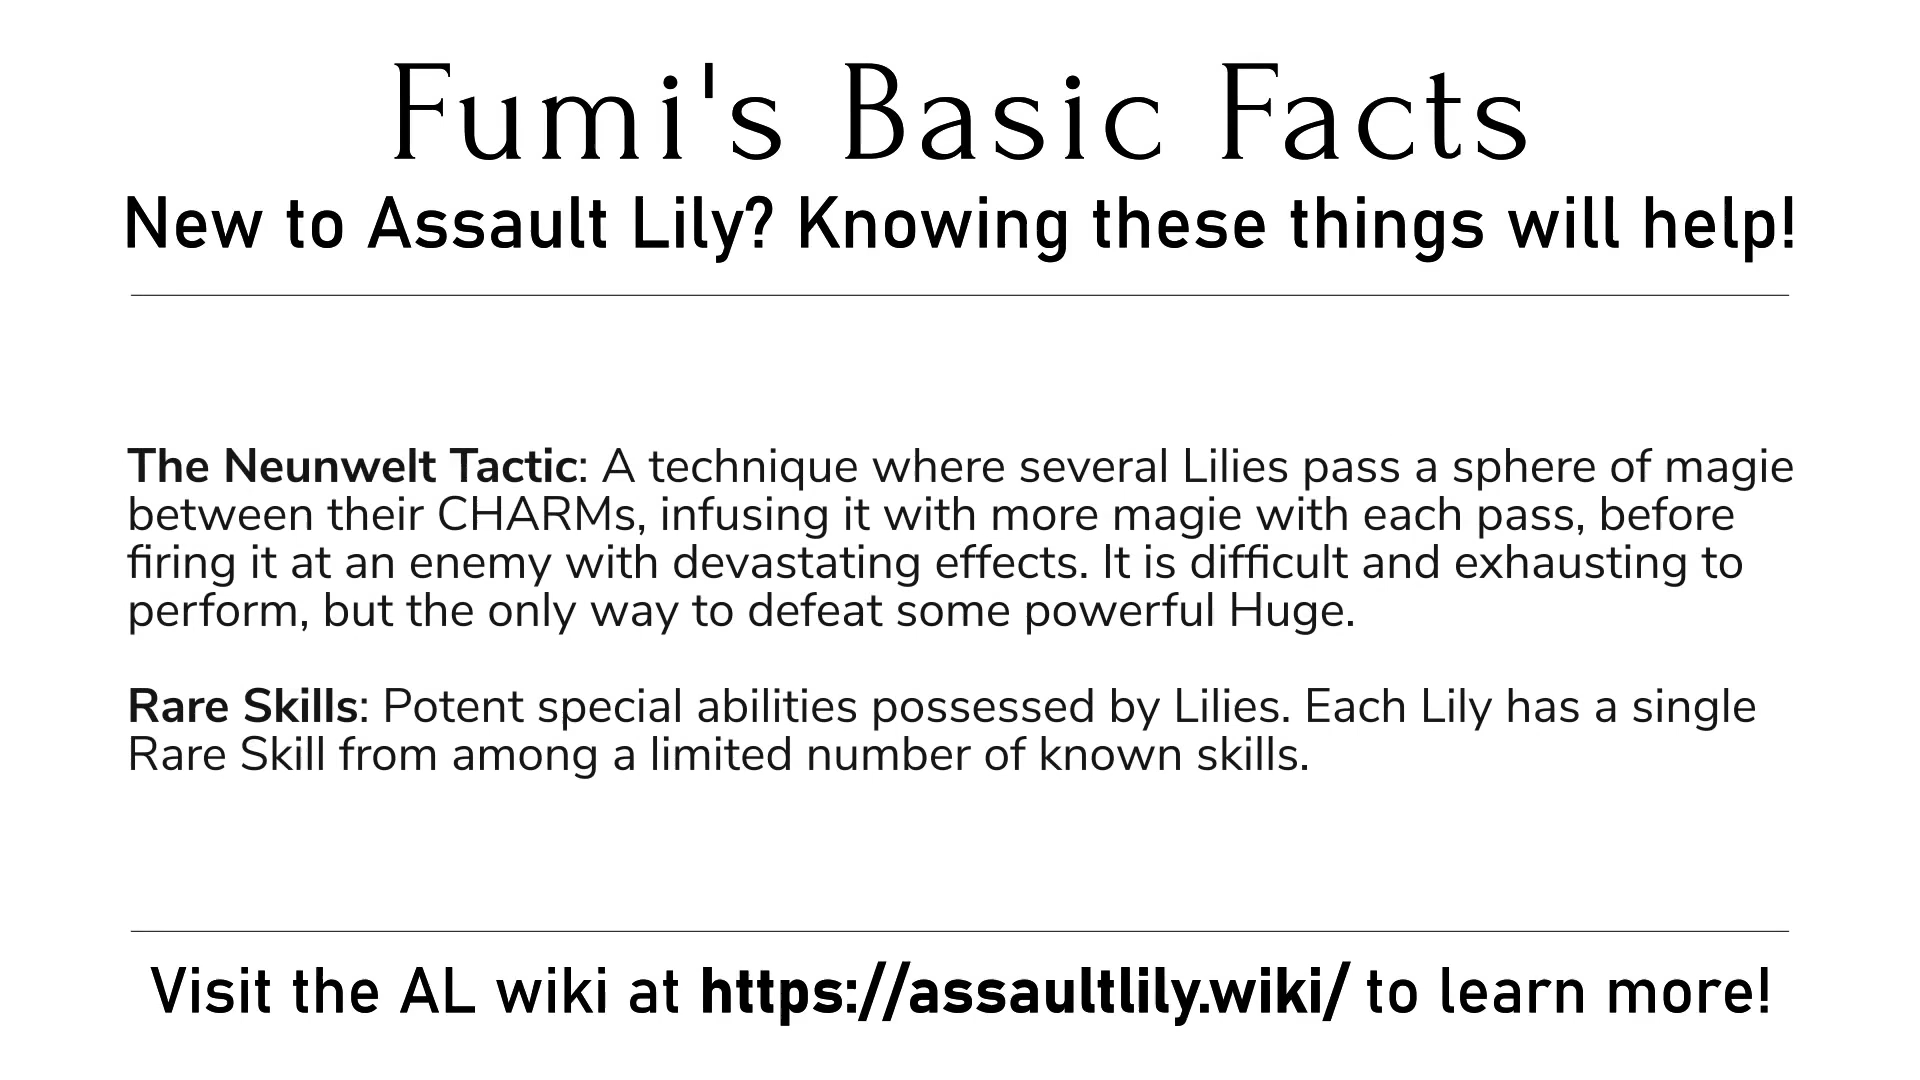 Fumi's Basic Facts
New to Assault Lily? Knowing these things will help!
The Neunwelt Tactic: A technique where several Lilies pass a sphere of magie
between their CHARMs, infusing it with more magie with each pass, before
firing it at an enemy with devastating effects. It is difficult and exhausting to
perform, but the only way to defeat some powerful Huge.
Rare Skills: Potent special abilities possessed by Lilies. Each Lily has a single
Rare Skill from among a limited number of known skills.
Visit the AL wiki at https://assaultlily.wiki/ to learn more!